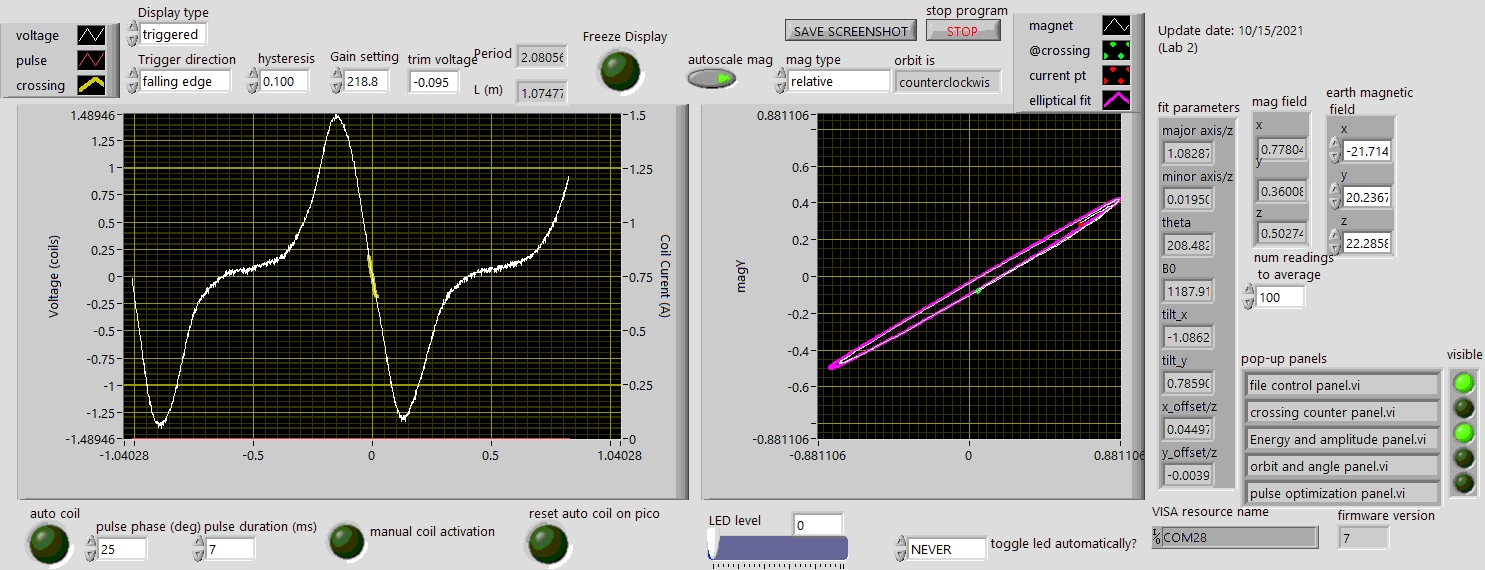 Display type
stop program
voltage
triggered
SAVE SCREENSHOT
STOP
magnet
Update date: 10/15/2021
(Lab 2)
pulse
Trigger direction
hysteresis
Gain setting
trim voltage
Period
2.08056
Freeze Display
autoscale mag
mag type
orbit is
@crossing
current pt
crossing
falling edge
0.100
218.8
-0.095
L (m)
1.07477
relative
counterclockwis
elliptical fit
1.48946
1.25
1
0.75
0.5
0.25
0
-0.25
-0.5
-0.75
-1
-1.25
-1.48946
Voltage (coils)
1.5
1.25
1
0.75
0.5
0.25
0
Coil Curent (A)
-1.04028
-0.5
0
0.5
1.04028
0.881106
0.6
0.4
0.2
0
-0.2
-0.4
-0.6
-0.881106
magY
-0.881106
0
0.881106
fit parameters
major axis/z
1.08287
minor axis/z
0.0195
theta
208.482
B0
1187.91
tilt_x
-1.0862
tilt_y
0.7859
x_offset/z
0.04497
y_offset/z
-0.0039
mag field
x
0.7780
y
0.3600
z
0.50274
earth magnetic
field
x
-21.714
y
20.2367
z
22.2858
num readings
to average
100
pop-up panels
visible
file control panel.vi
crossing counter panel.vi
Energy and amplitude panel.vi
orbit and angle panel.vi
pulse optimization panel.vi
auto coil
pulse phase (deg)
25
pulse duration (ms)
7
manual coil activation
reset auto coil on pico
LED level
0
NEVER
toggle led automatically?
VISA resource name
COM28
firmware version
7